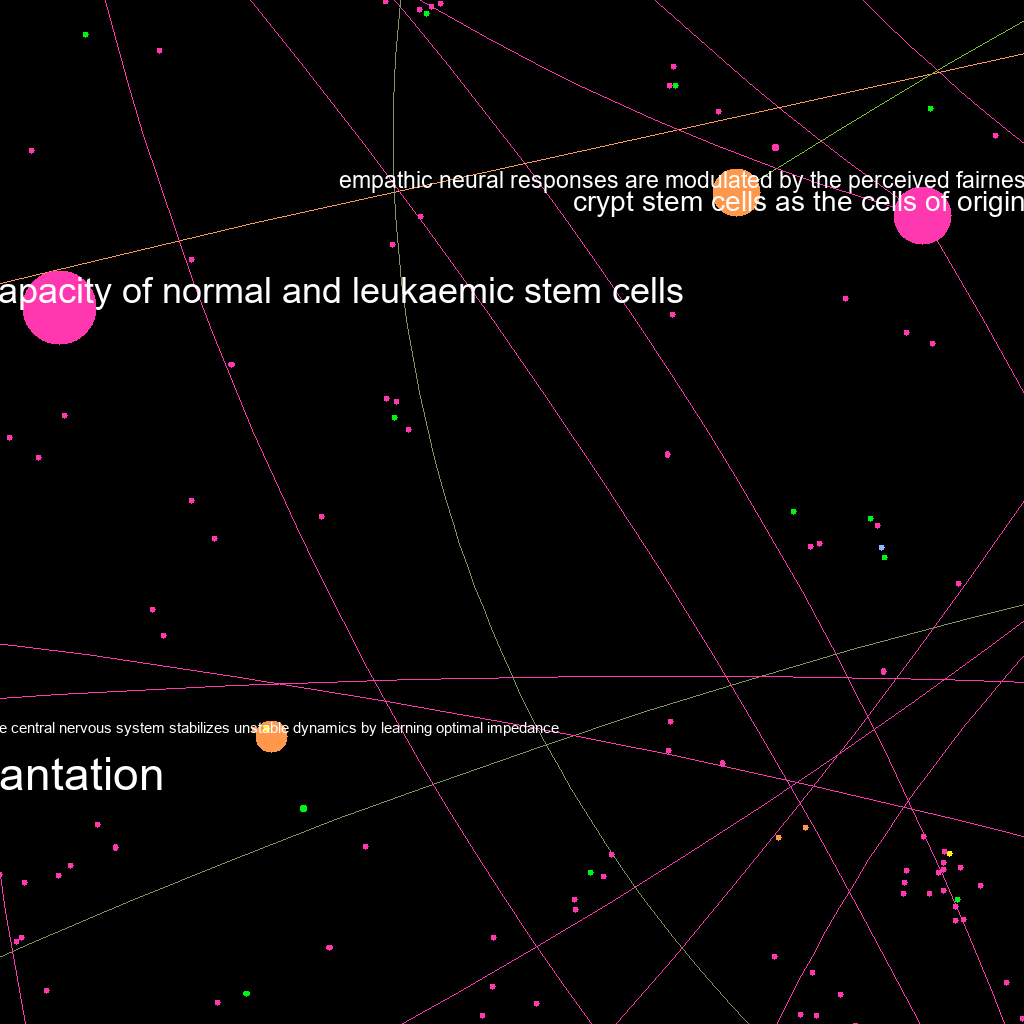 empathic neural responses are modulated by the perceived fairnes
crypt stem cells as the cells of origin
apacity of normal and leukaemic stem cells
e central nervous system stabilizes unstable dynamics by learning optimal impedance
antation